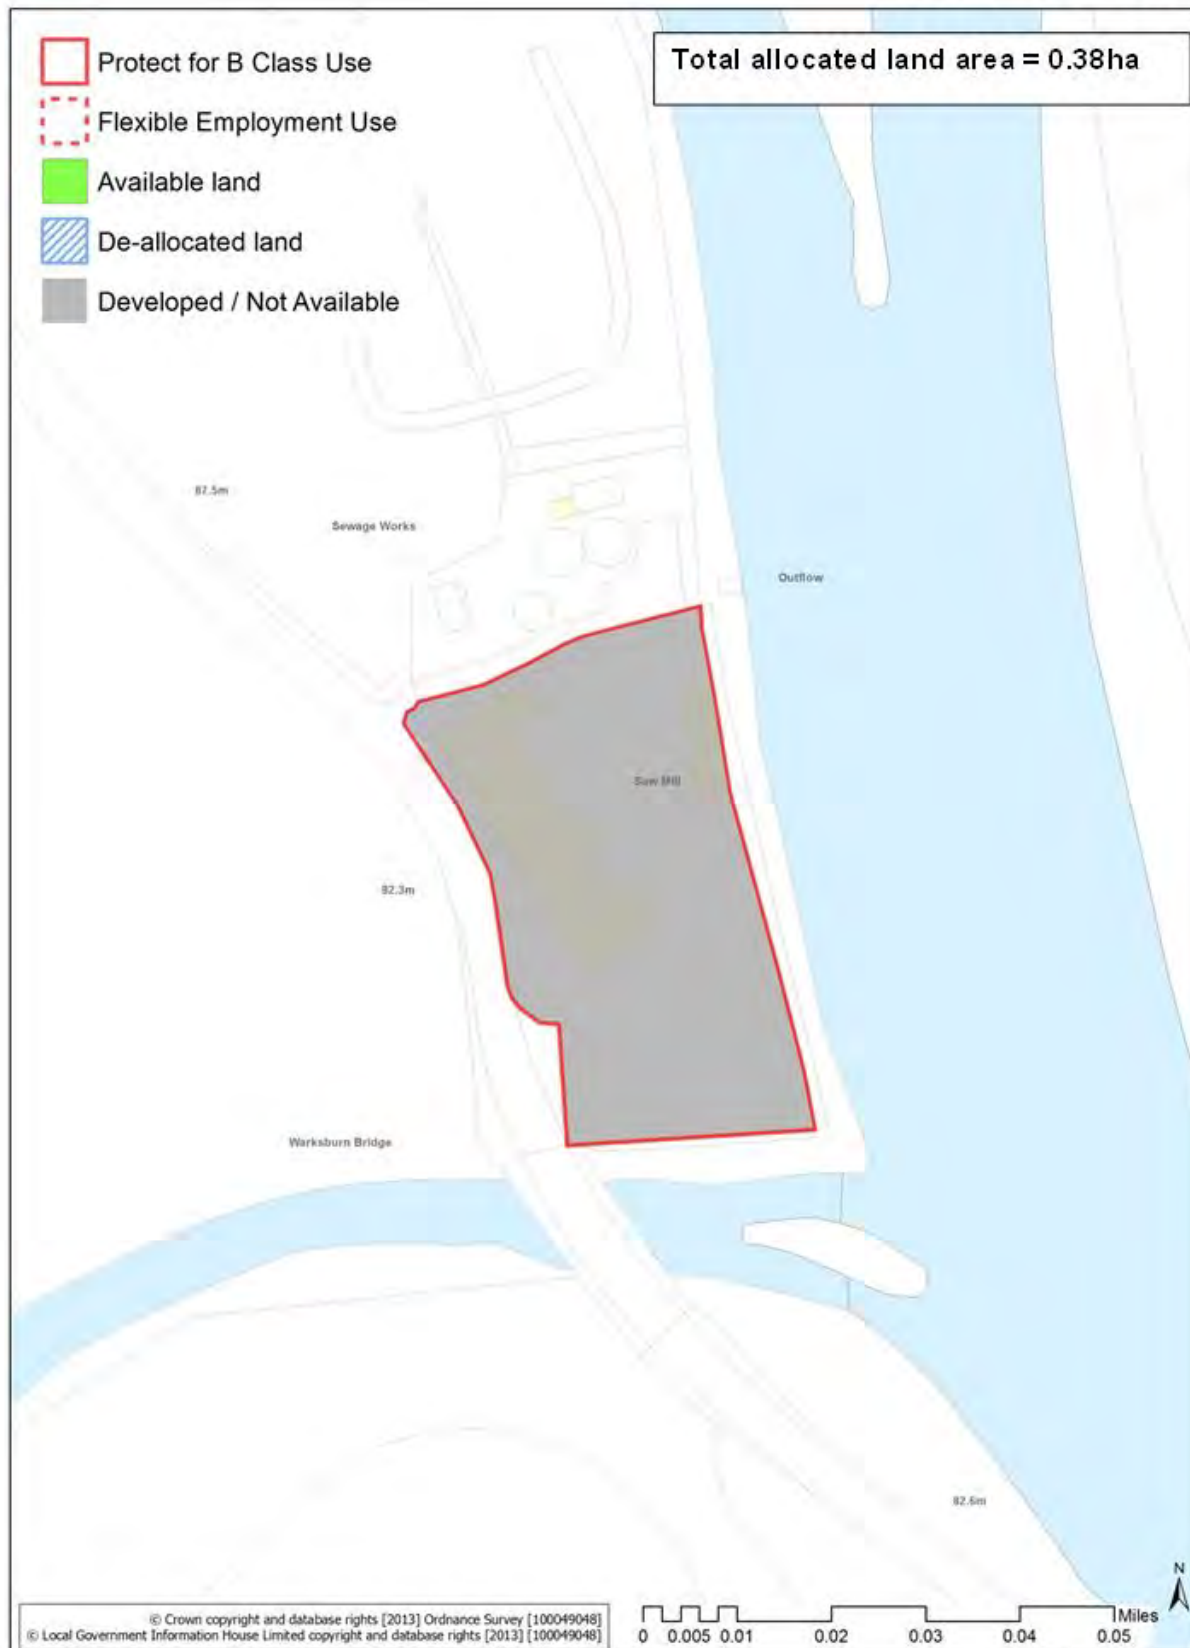 Total allocated land area = 0.38ha
Protect for B Class Use
Flexible Employment Use
Available land
De-allocated land
Developed / Not Available
87.5m
Sewage Works
Outflow
Saw Mill
82.3m
Warksburn Bridge
82.6m
N
© Crown copyright and database rights [2013] Ordnance Survey [100049048]
© Local Government Information House Limited copyright and database rights [2013] [100049048]
Miles
0 0.005 0.01 0.02 0.03 0.04 0.05